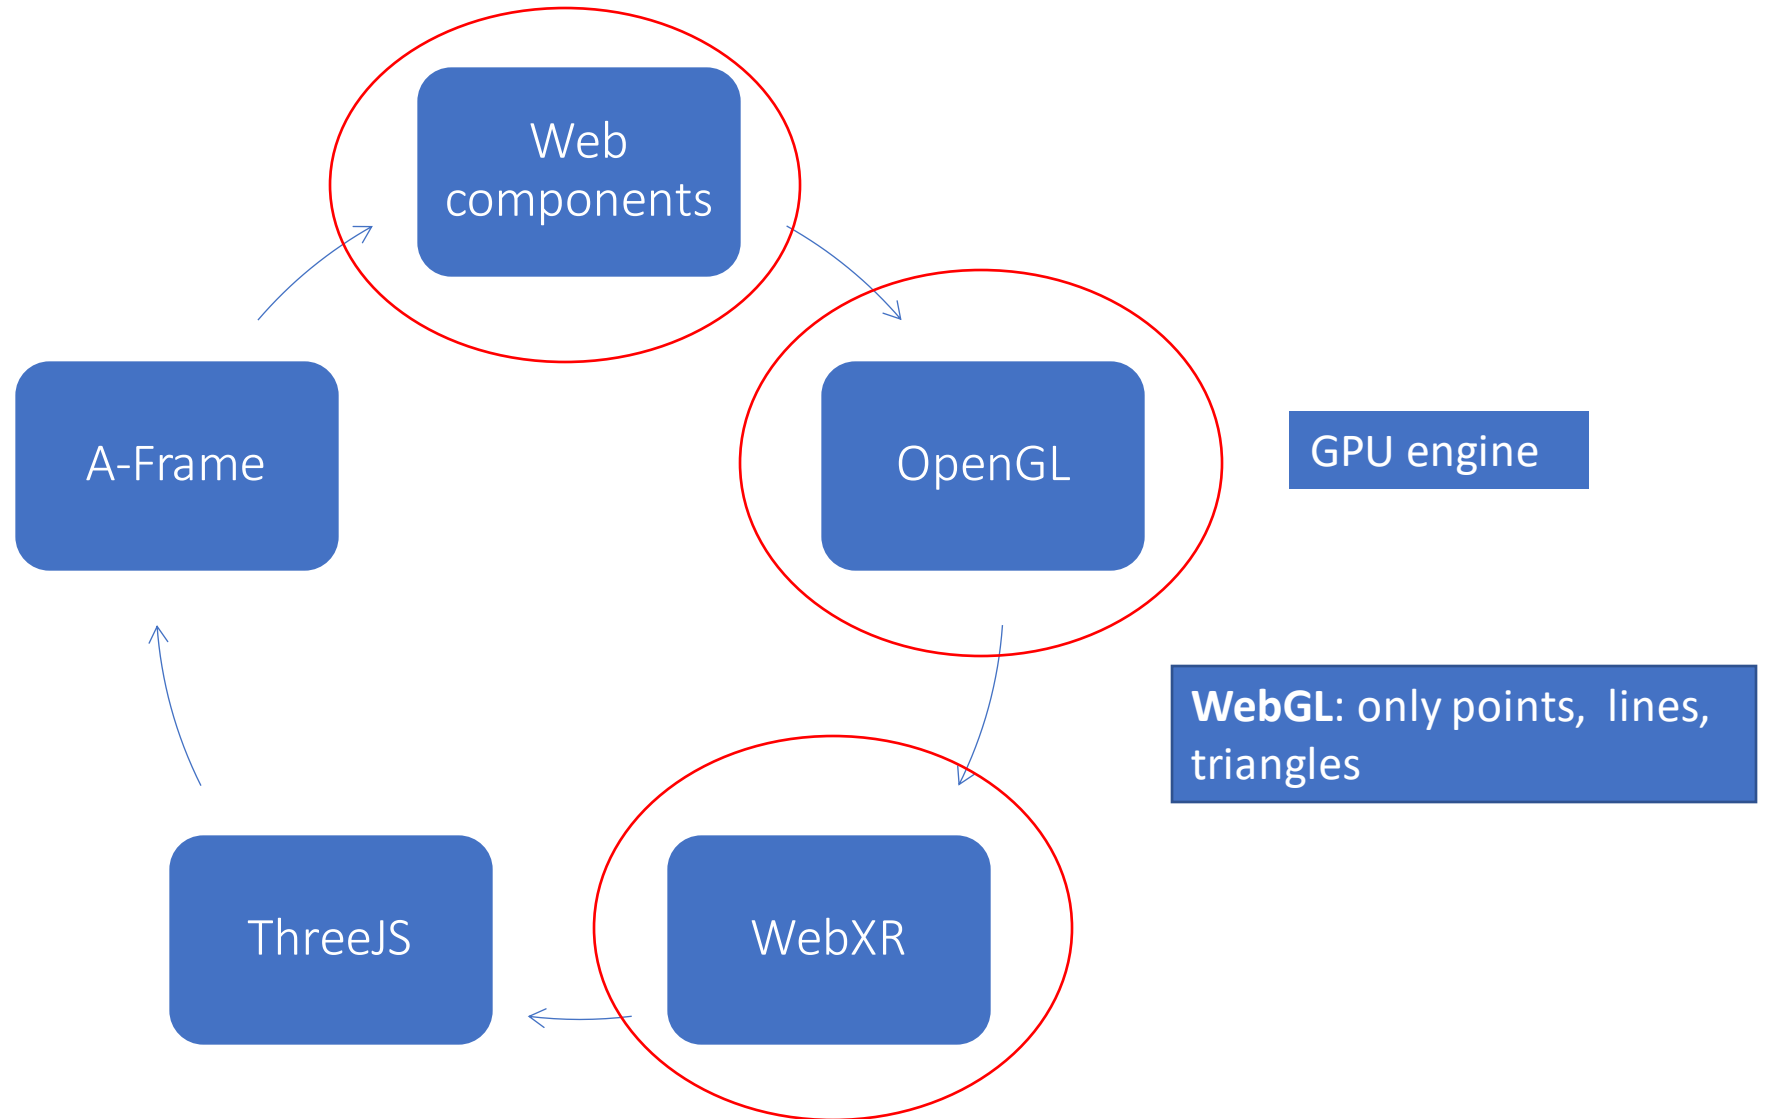 Web
components
A-Frame
OpenGL
GPU engine
WebGL: only points, lines,
triangles
ThreeJS
WebXR